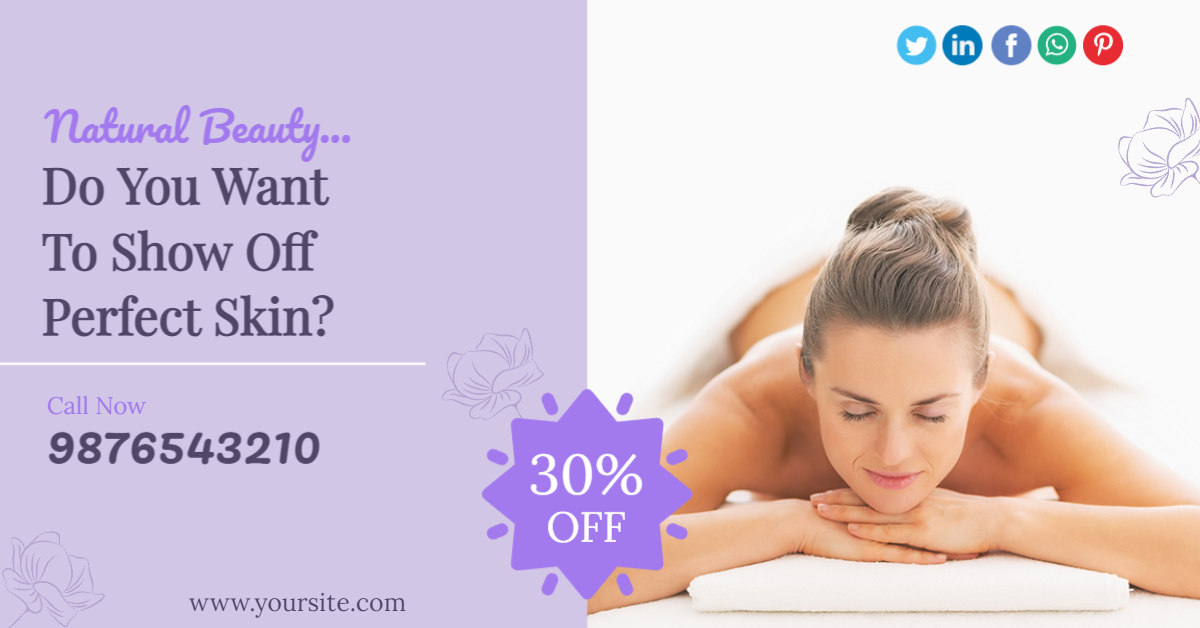 Natural Beauty...
Do You Want
To Show Off
Perfect Skin?
Call Now
9876543210
30%
OFF
www.yoursite.com